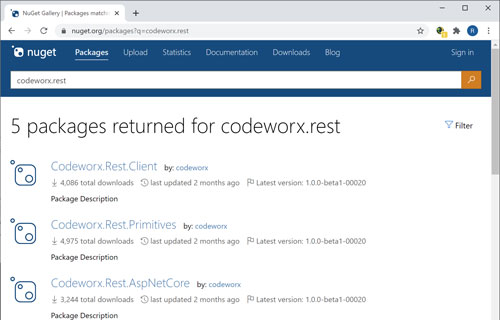 NuGet Gallery | Packages matchi
nuget.org/packages?q=codeworx.rest
R
nuget Packages Upload Statistics Documentation Downloads Blog Sign in
codeworx.rest
5 packages returned for codeworx.rest
Filter
Codeworx.Rest.Client by: codeworx
4,086 total downloads last updated 2 months ago Latest version: 1.0.0-beta1-00020
Package Description
Codeworx.Rest.Primitives by: codeworx
4,975 total downloads last updated 2 months ago Latest version: 1.0.0-beta1-00020
Package Description
Codeworx.Rest.AspNetCore by: codeworx
3,244 total downloads last updated 2 months ago Latest version: 1.0.0-beta1-00020
Package Description